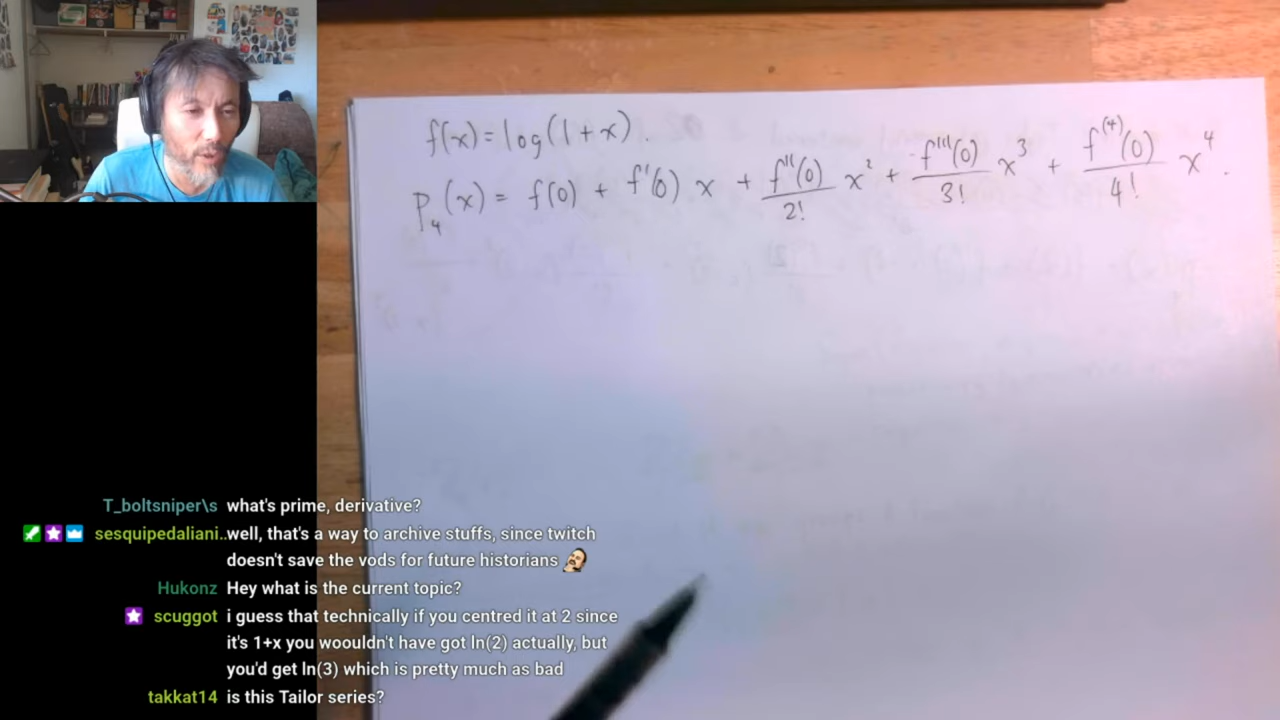 f(x) = log(1+x).
P₄(x) = f(0) + f'(0) x + f''(0)/2! x² + f'''(0)/3! x³ + f⁽⁴⁾(0)/4! x⁴.
T_boltsniper\s what's prime, derivative?
sesquipedaliani.. well, that's a way to archive stuffs, since twitch
doesn't save the vods for future historians
Hukonz Hey what is the current topic?
scuggot i guess that technically if you centred it at 2 since
it's 1+x you woouldn't have got ln(2) actually, but
you'd get ln(3) which is pretty much as bad
takkat14 is this Tailor series?